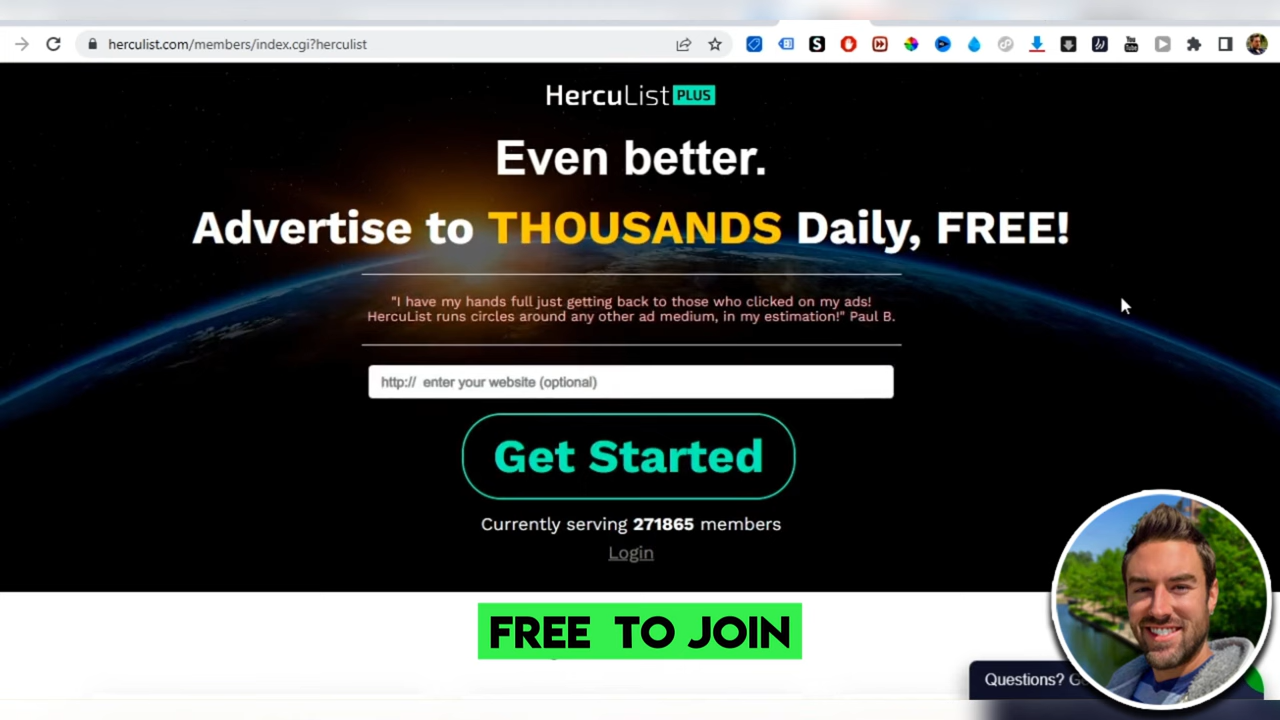 herculist.com/members/index.cgi?herculist
HercuList PLUS
Even better.
Advertise to THOUSANDS Daily, FREE!
"I have my hands full just getting back to those who clicked on my ads!
HercuList runs circles around any other ad medium, in my estimation!" Paul B.
http:// enter your website (optional)
Get Started
Currently serving 271865 members
Login
FREE TO JOIN
Questions?